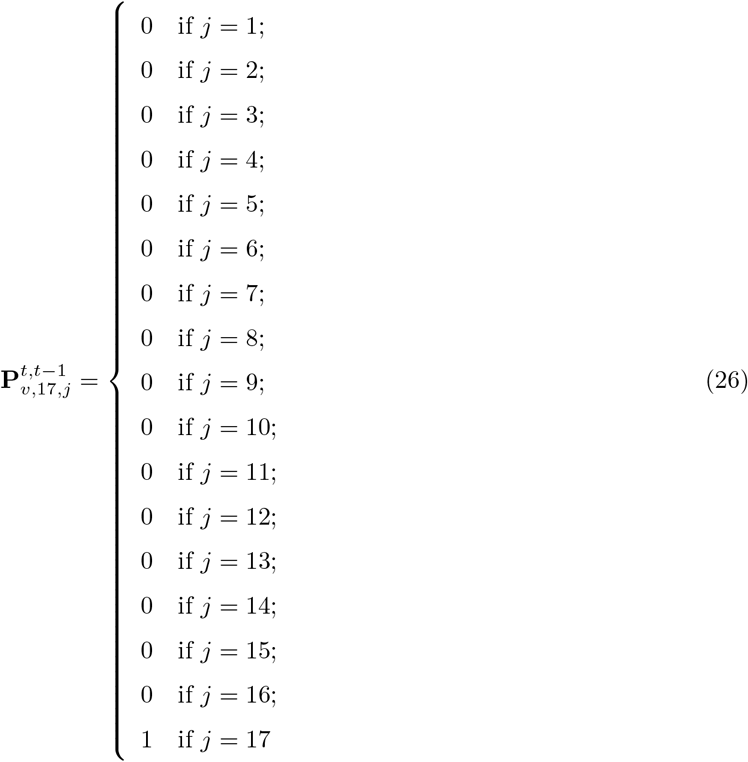 0 if j = 1;
0 if j = 2;
0 if j = 3;
0 if j = 4;
0 if j = 5;
0 if j = 6;
0 if j = 7;
0 if j = 8;
P^{t,t−1}_{v,17,j} = { 0 if j = 9; (26)
0 if j = 10;
0 if j = 11;
0 if j = 12;
0 if j = 13;
0 if j = 14;
0 if j = 15;
0 if j = 16;
1 if j = 17